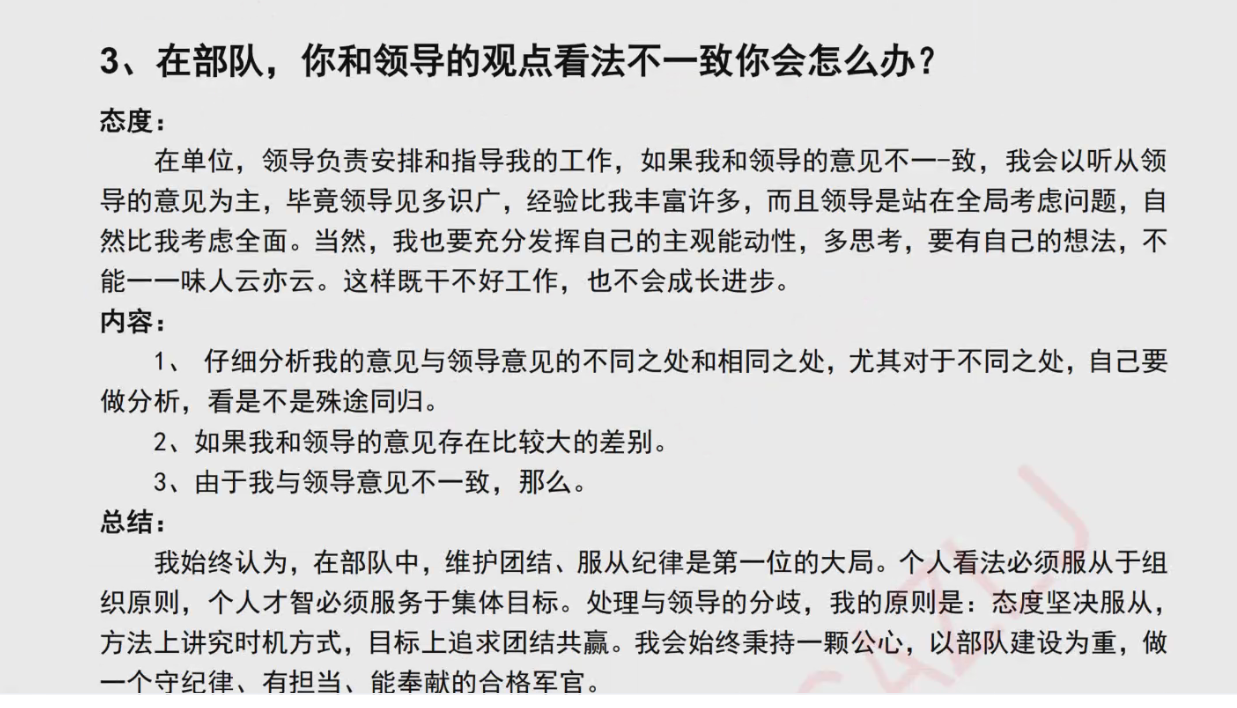 3、在部队，你和领导的观点看法不一致你会怎么办？
态度：
在单位，领导负责安排和指导我的工作，如果我和领导的意见不一-致，我会以听从领
导的意见为主，毕竟领导见多识广，经验比我丰富许多，而且领导是站在全局考虑问题，自
然比我考虑全面。当然，我也要充分发挥自己的主观能动性，多思考，要有自己的想法，不
能一一味人云亦云。这样既干不好工作，也不会成长进步。
内容：
1、 仔细分析我的意见与领导意见的不同之处和相同之处，尤其对于不同之处，自己要
做分析，看是不是殊途同归。
2、如果我和领导的意见存在比较大的差别。
3、由于我与领导意见不一致，那么。
总结：
我始终认为，在部队中，维护团结、服从纪律是第一位的大局。个人看法必须服从于组
织原则，个人才智必须服务于集体目标。处理与领导的分歧，我的原则是：态度坚决服从，
方法上讲究时机方式，目标上追求团结共赢。我会始终秉持一颗公心，以部队建设为重，做
一个守纪律、有担当、能奉献的合格军官。